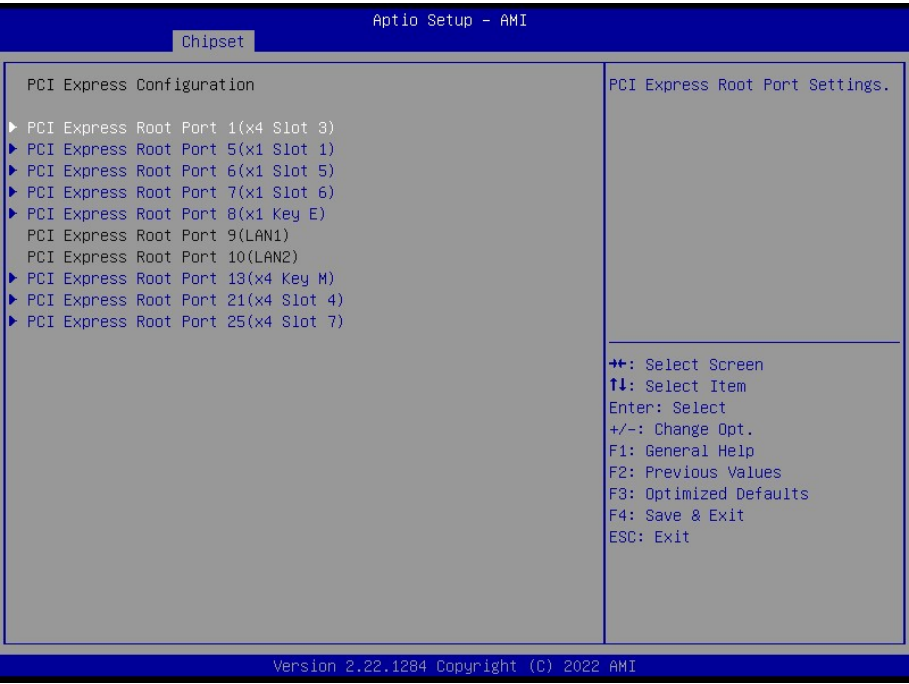 Aptio Setup – AMI
Chipset
PCI Express Configuration
PCI Express Root Port 1(x4 Slot 3)
PCI Express Root Port 5(x1 Slot 1)
PCI Express Root Port 6(x1 Slot 5)
PCI Express Root Port 7(x1 Slot 6)
PCI Express Root Port 8(x1 Key E)
PCI Express Root Port 9(LAN1)
PCI Express Root Port 10(LAN2)
PCI Express Root Port 13(x4 Key M)
PCI Express Root Port 21(x4 Slot 4)
PCI Express Root Port 25(x4 Slot 7)
PCI Express Root Port Settings.
→←: Select Screen
↑↓: Select Item
Enter: Select
+/-: Change Opt.
F1: General Help
F2: Previous Values
F3: Optimized Defaults
F4: Save & Exit
ESC: Exit
Version 2.22.1284 Copyright (C) 2022 AMI